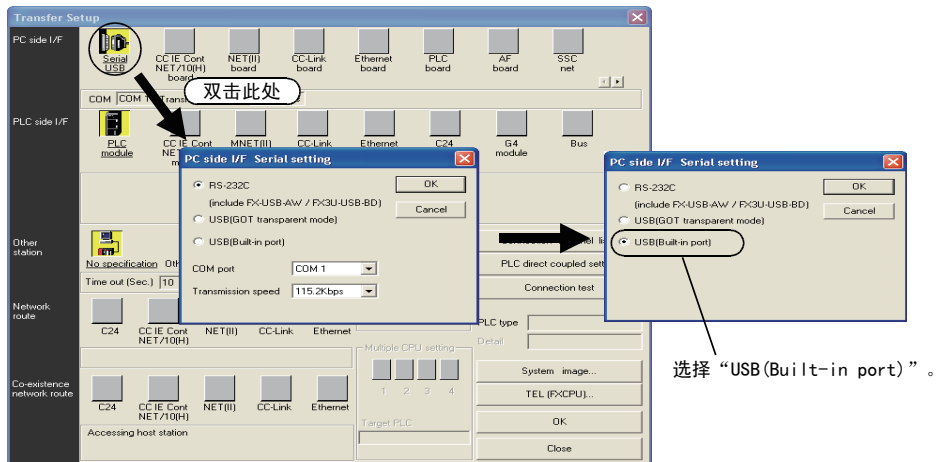 Transfer Setup
PC side I/F
Serial
USB
CC IE Cont
NET/10(H)
board
NET(II)
board
CC-Link
board
Ethernet
board
PLC
board
AF
board
SSC
net
双击此处
COM
COM 1
PLC side I/F
PLC
module
CC IE Cont
MNET(II)
CC-Link
Ethernet
C24
G4
module
Bus
PC side I/F Serial setting
RS-232C
(include FX-USB-AW / FX3U-USB-BD)
USB(GOT transparent mode)
USB(Built-in port)
COM port
COM 1
Transmission speed
115.2Kbps
OK
Cancel
PC side I/F Serial setting
RS-232C
(include FX-USB-AW / FX3U-USB-BD)
USB(GOT transparent mode)
USB(Built-in port)
OK
Cancel
选择“USB(Built-in port)”。
Other
station
No specification
Time out (Sec.)
10
PLC direct coupled
Connection test
PLC type
Detail
Network
route
C24
CC IE Cont
NET/10(H)
NET(II)
CC-Link
Ethernet
Multiple CPU setting
1 2 3 4
Target PLC
System image...
TEL (FXCPU)...
OK
Close
Co-existence
network route
C24
CC IE Cont
NET/10(H)
NET(II)
CC-Link
Ethernet
Accessing host station